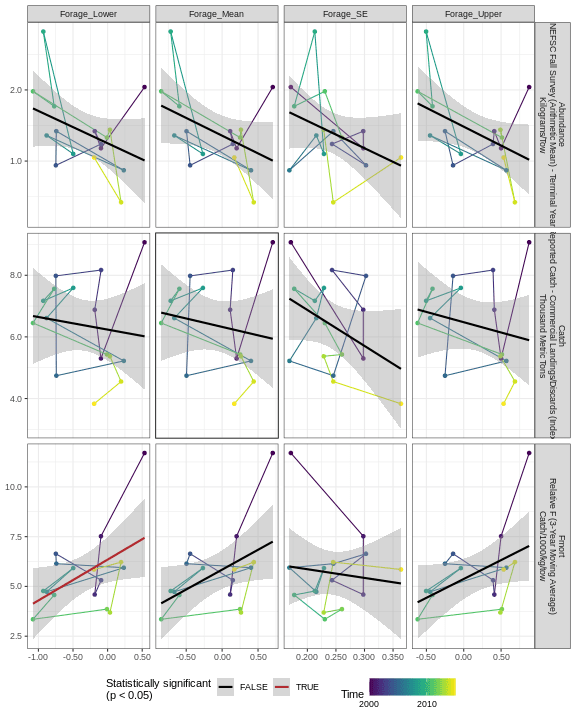 Forage_Lower
Forage_Mean
Forage_SE
Forage_Upper
2.0
1.0
Abundance
NEFSC Fall Survey (Arithmetic Mean) - Terminal Year
Kilograms/tow
8.0
6.0
4.0
Catch
eported Catch - Commercial Landings/Discards (Index
Thousand Metric Tons
10.0
7.5
5.0
2.5
Fmort
Relative F (3-Year Moving Average)
Catch/1000/kg/tow
-1.00 -0.50 0.00 0.50
-0.50 0.00 0.50
0.200 0.250 0.300 0.350
-0.50 0.00 0.50
Statistically significant
(p < 0.05)
FALSE
TRUE
Time
2000 2010